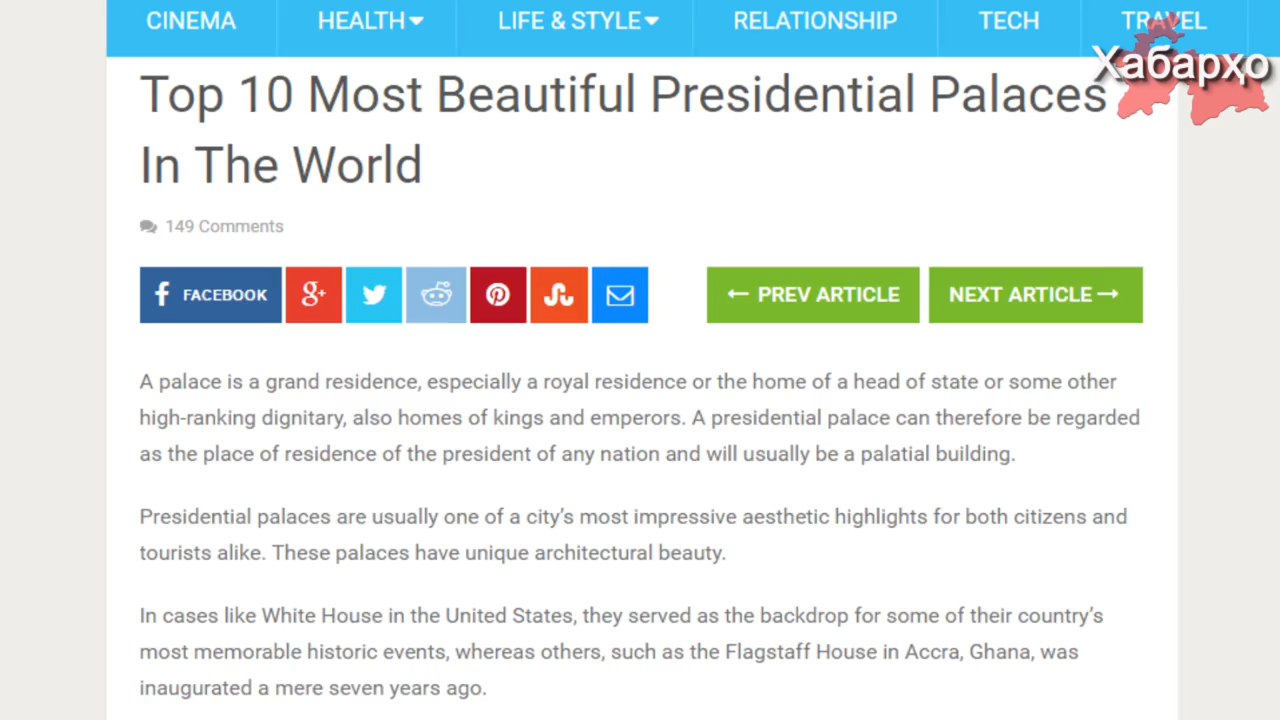 CINEMA HEALTH LIFE & STYLE RELATIONSHIP TECH TRAVEL
Хабарҳо
Top 10 Most Beautiful Presidential Palaces
In The World
149 Comments
FACEBOOK
← PREV ARTICLE NEXT ARTICLE →
A palace is a grand residence, especially a royal residence or the home of a head of state or some other
high-ranking dignitary, also homes of kings and emperors. A presidential palace can therefore be regarded
as the place of residence of the president of any nation and will usually be a palatial building.
Presidential palaces are usually one of a city’s most impressive aesthetic highlights for both citizens and
tourists alike. These palaces have unique architectural beauty.
In cases like White House in the United States, they served as the backdrop for some of their country’s
most memorable historic events, whereas others, such as the Flagstaff House in Accra, Ghana, was
inaugurated a mere seven years ago.